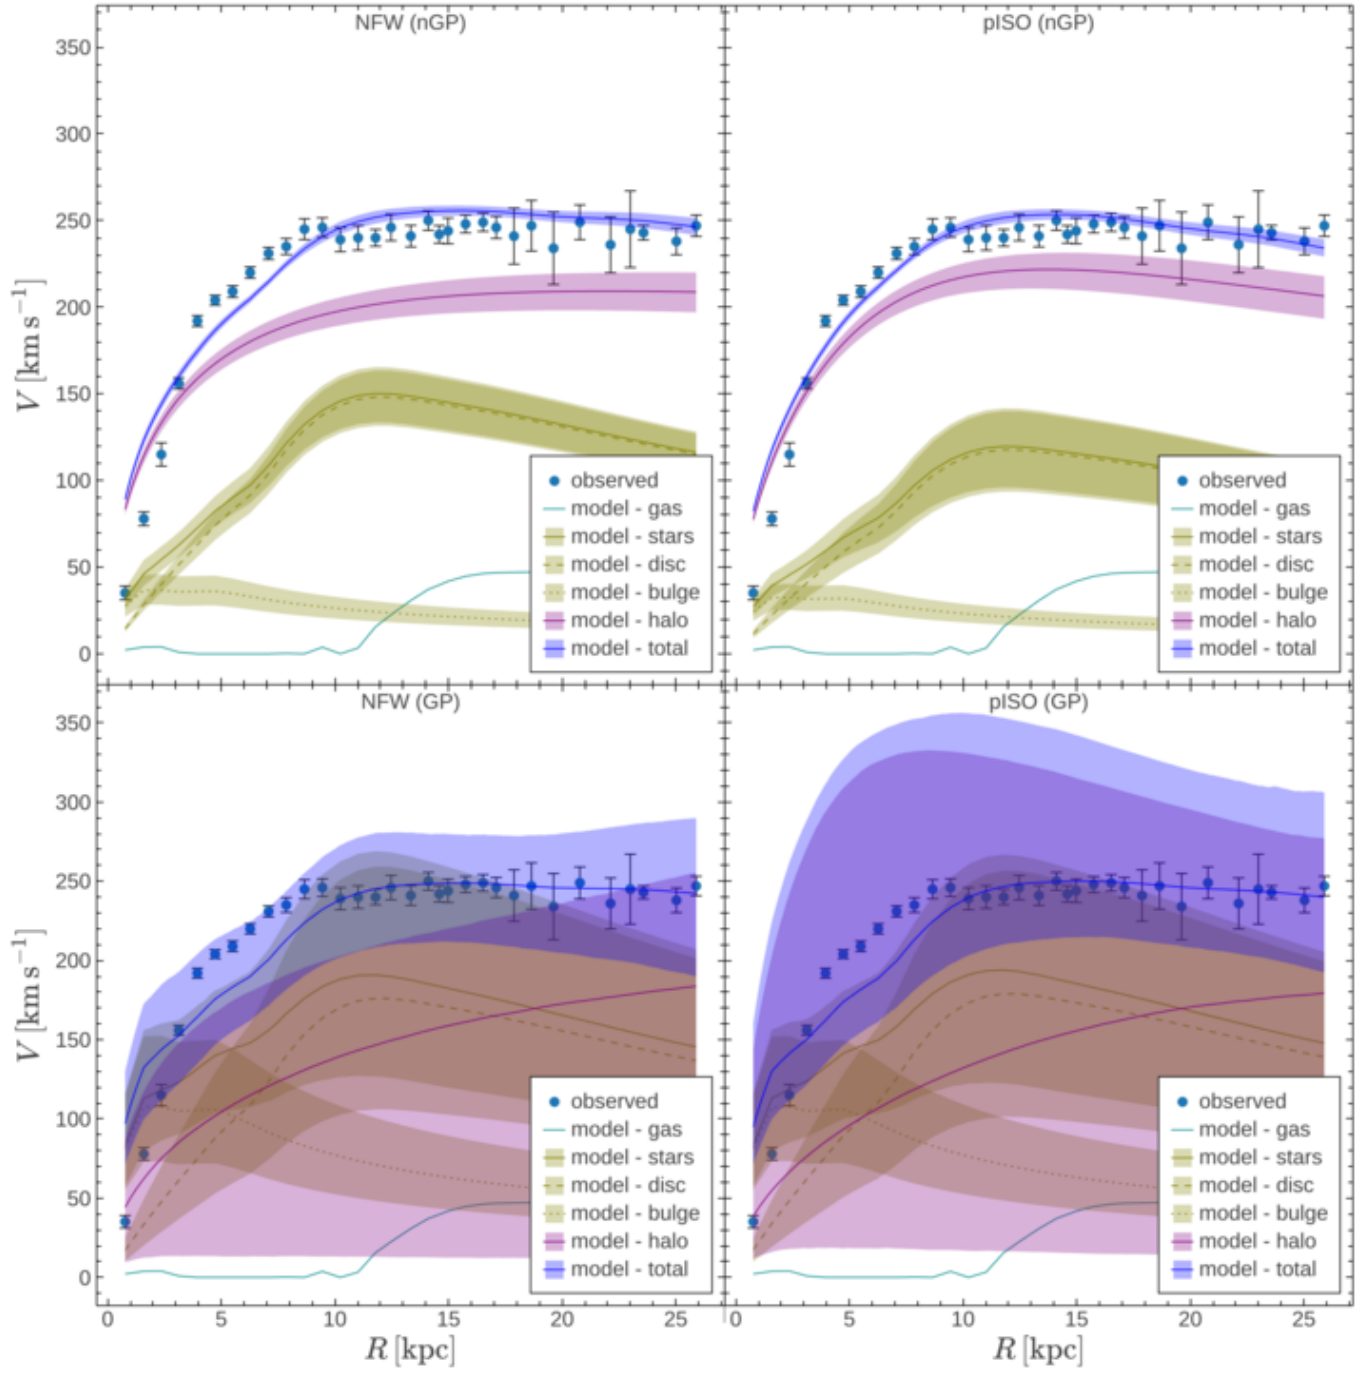 NFW (nGP)
pISO (nGP)
350
300
250
200
150
100
50
0
V [km s⁻¹]
observed
model - gas
model - stars
model - disc
model - bulge
model - halo
model - total
observed
model - gas
model - stars
model - disc
model - bulge
model - halo
model - total
NFW (GP)
pISO (GP)
350
300
250
200
150
100
50
0
V [km s⁻¹]
observed
model - gas
model - stars
model - disc
model - bulge
model - halo
model - total
observed
model - gas
model - stars
model - disc
model - bulge
model - halo
model - total
0 5 10 15 20 25
0 5 10 15 20 25
R [kpc]
R [kpc]